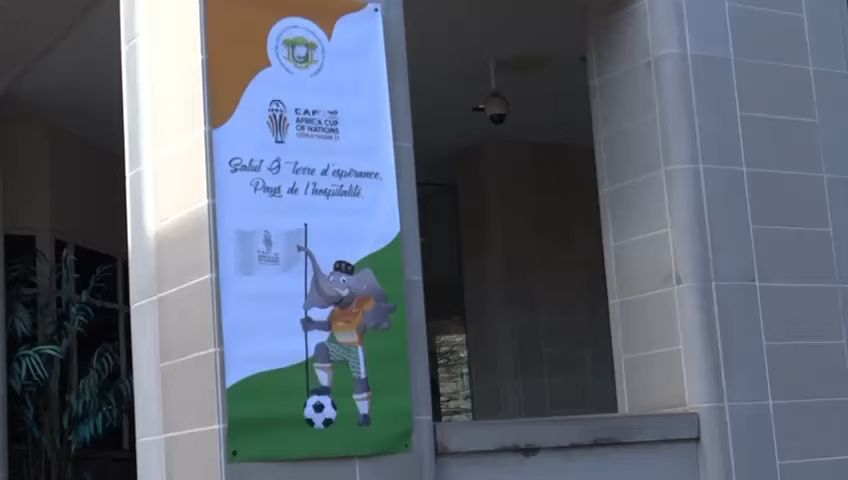 CAF
AFRICA CUP
OF NATIONS
Salut Ô terre d'espérance,
Pays de l'hospitalité.